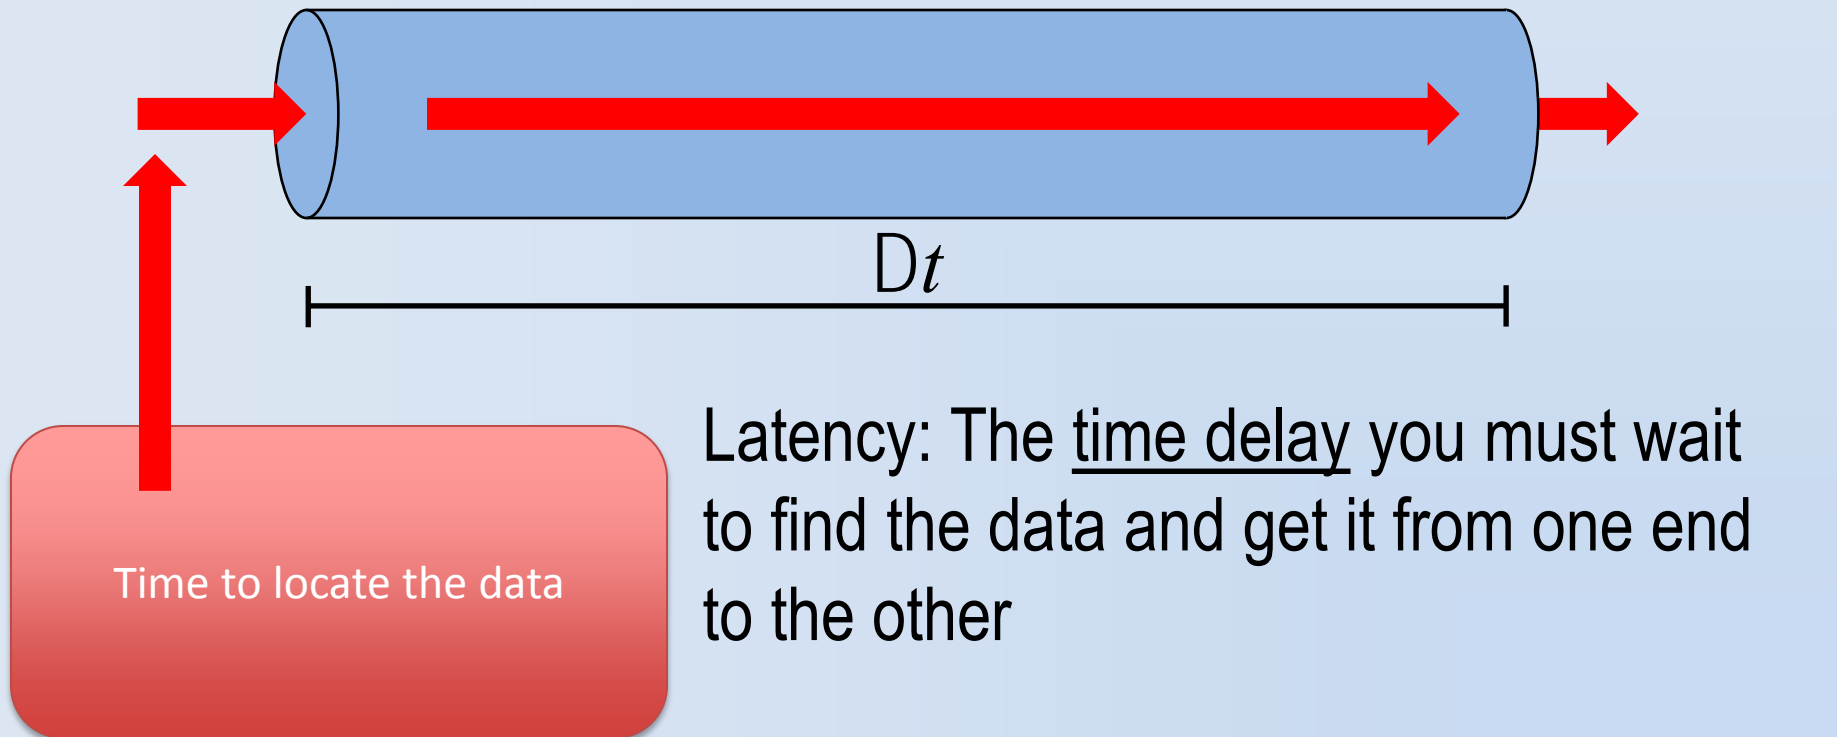 Dt
Latency: The time delay you must wait
to find the data and get it from one end
to the other
Time to locate the data